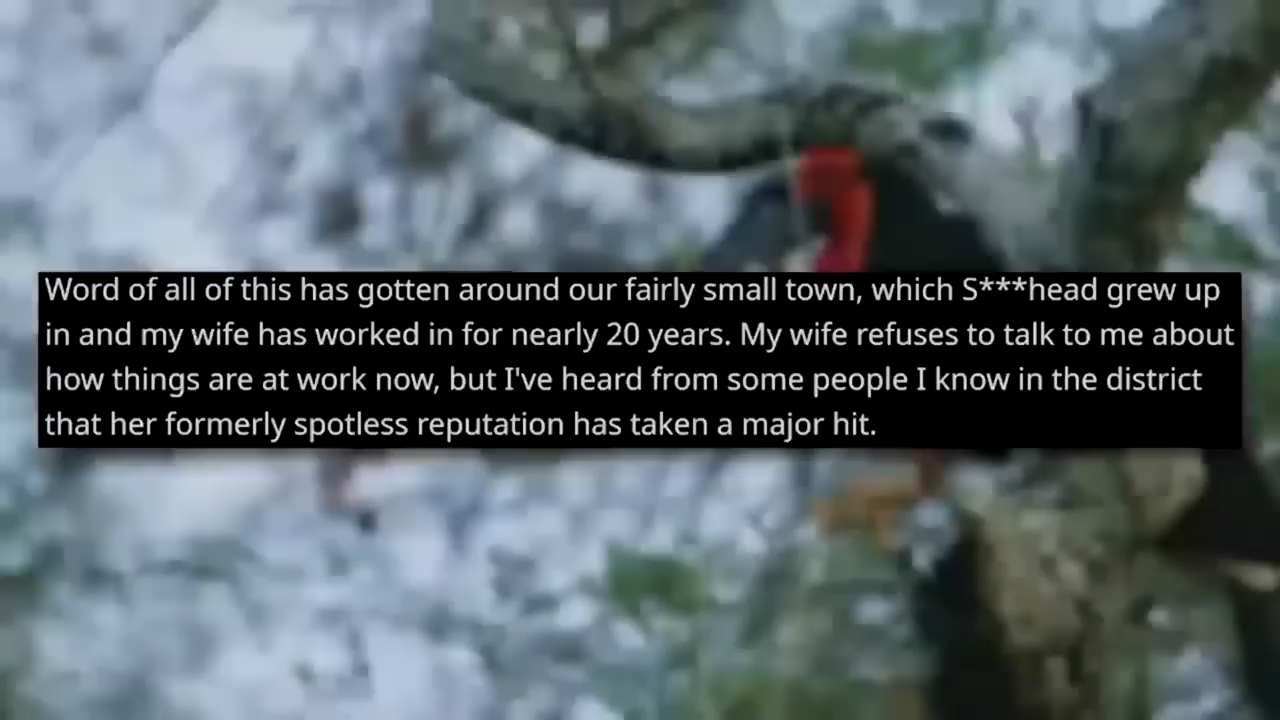 Word of all of this has gotten around our fairly small town, which S***head grew up
in and my wife has worked in for nearly 20 years. My wife refuses to talk to me about
how things are at work now, but I've heard from some people I know in the district
that her formerly spotless reputation has taken a major hit.